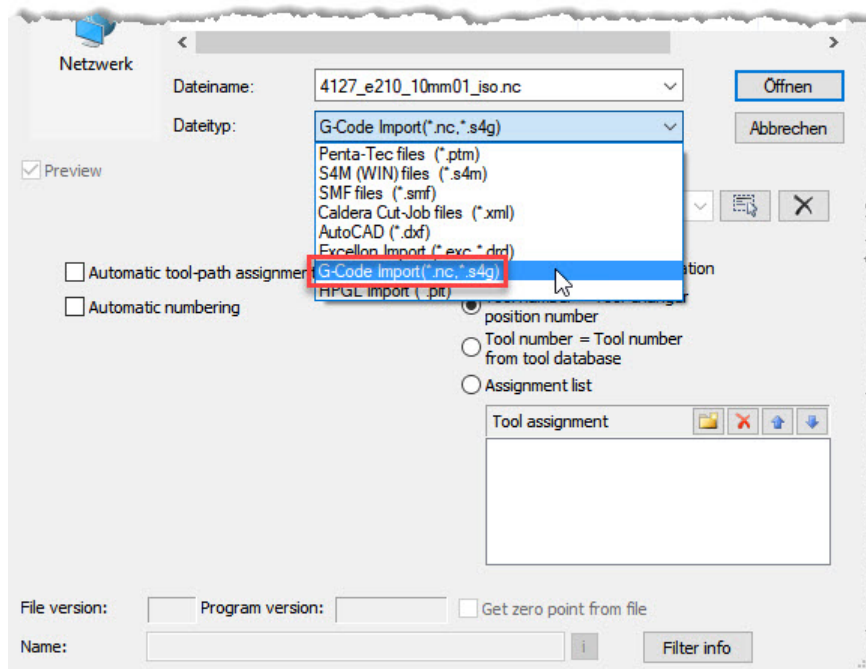 Netzwerk
Dateiname:
4127_e210_10mm01_iso.nc
Öffnen
Dateityp:
G-Code Import(*.nc,*.s4g)
Abbrechen
Preview
Penta-Tec files (*.ptm)
S4M (WIN) files (*.s4m)
SMF files (*.smf)
Caldera Cut-Job files (*.xml)
AutoCAD (*.dxf)
Excellon Import (*.exc,*.drd)
G-Code Import(*.nc,*.s4g)
HPGL Import (*.plt)
Automatic tool-path assignment
Automatic numbering
position number
Tool number = Tool number
from tool database
Assignment list
Tool assignment
File version:
Program version:
Get zero point from file
Name:
i
Filter info